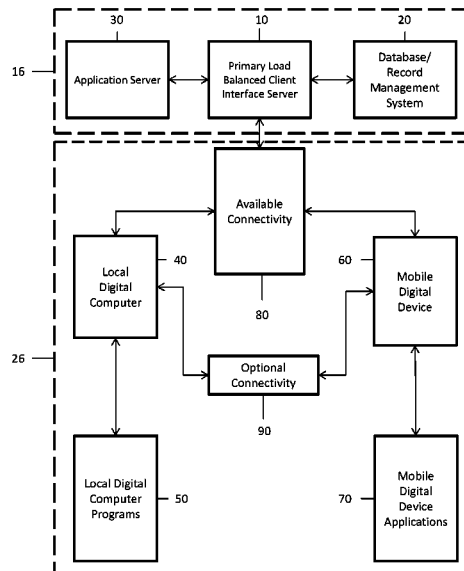 30
10
20
16
Application Server
Primary Load
Balanced Client
Interface Server
Database/
Record
Management
System
Available
Connectivity
40
60
Local
Digital
Computer
Mobile
Digital
Device
80
26
Optional
Connectivity
90
Local Digital
Computer
Programs
50
70
Mobile
Digital
Device
Applications